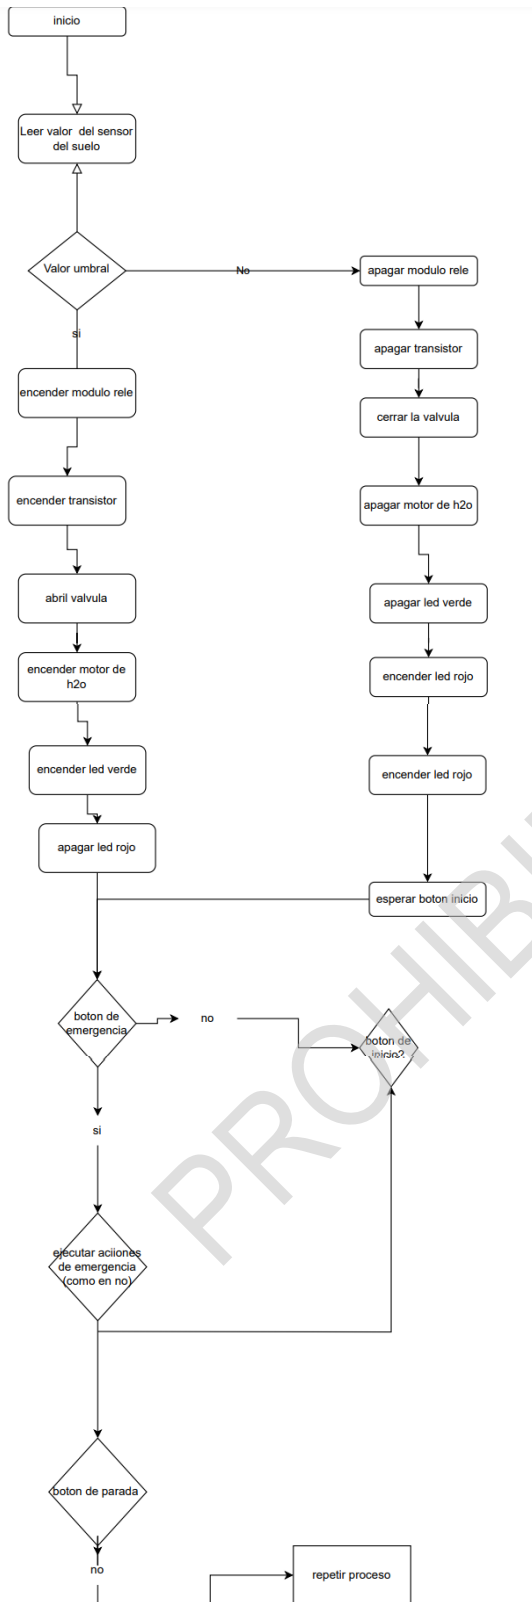 inicio
Leer valor del sensor
del suelo
Valor umbral
No
apagar modulo rele
si
apagar transistor
encender modulo rele
cerrar la valvula
encender transistor
apagar motor de h2o
abril valvula
apagar led verde
encender motor de
h2o
encender led rojo
encender led verde
encender led rojo
apagar led rojo
esperar boton inicio
boton de
emergencia
no
boton de
inicio?
si
ejecutar aciiones
de emergencia
(como en no)
boton de parada
no
repetir proceso